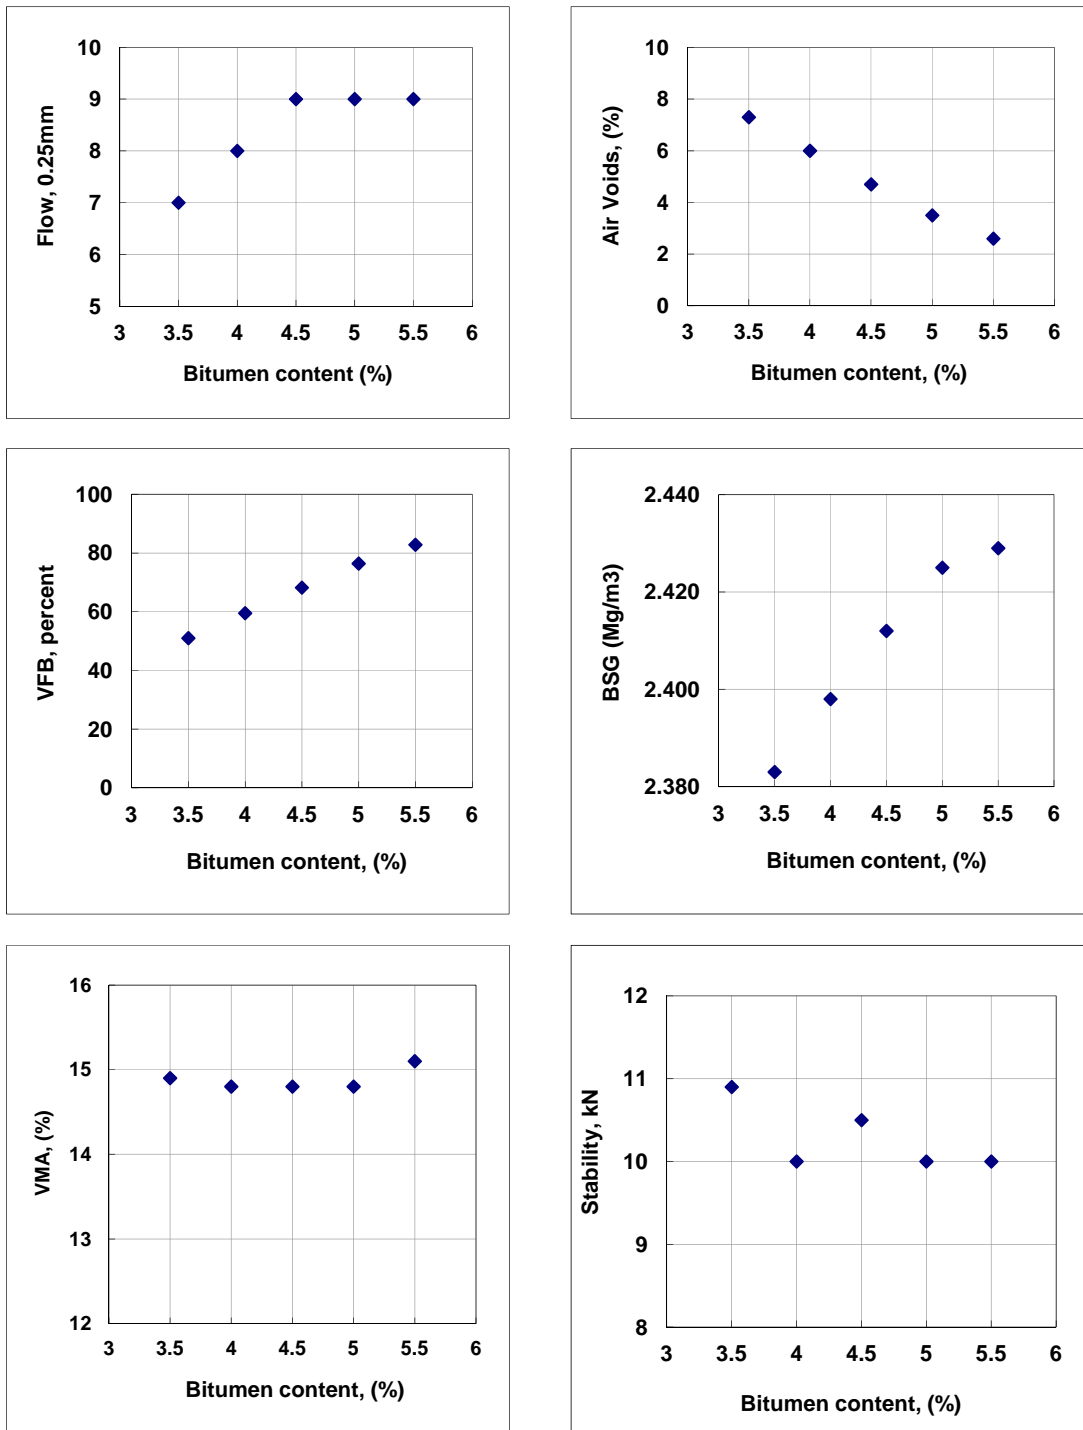 10
9
8
7
6
5
3 3.5 4 4.5 5 5.5 6
Flow, 0.25mm
Bitumen content (%)
10
8
6
4
2
0
3 3.5 4 4.5 5 5.5 6
Air Voids, (%)
Bitumen content, (%)
100
80
60
40
20
0
3 3.5 4 4.5 5 5.5 6
VFB, percent
Bitumen content, (%)
2.440
2.420
2.400
2.380
3 3.5 4 4.5 5 5.5 6
BSG (Mg/m3)
Bitumen content, (%)
16
15
14
13
12
3 3.5 4 4.5 5 5.5 6
VMA, (%)
Bitumen content, (%)
12
11
10
9
8
3 3.5 4 4.5 5 5.5 6
Stability, kN
Bitumen content, (%)